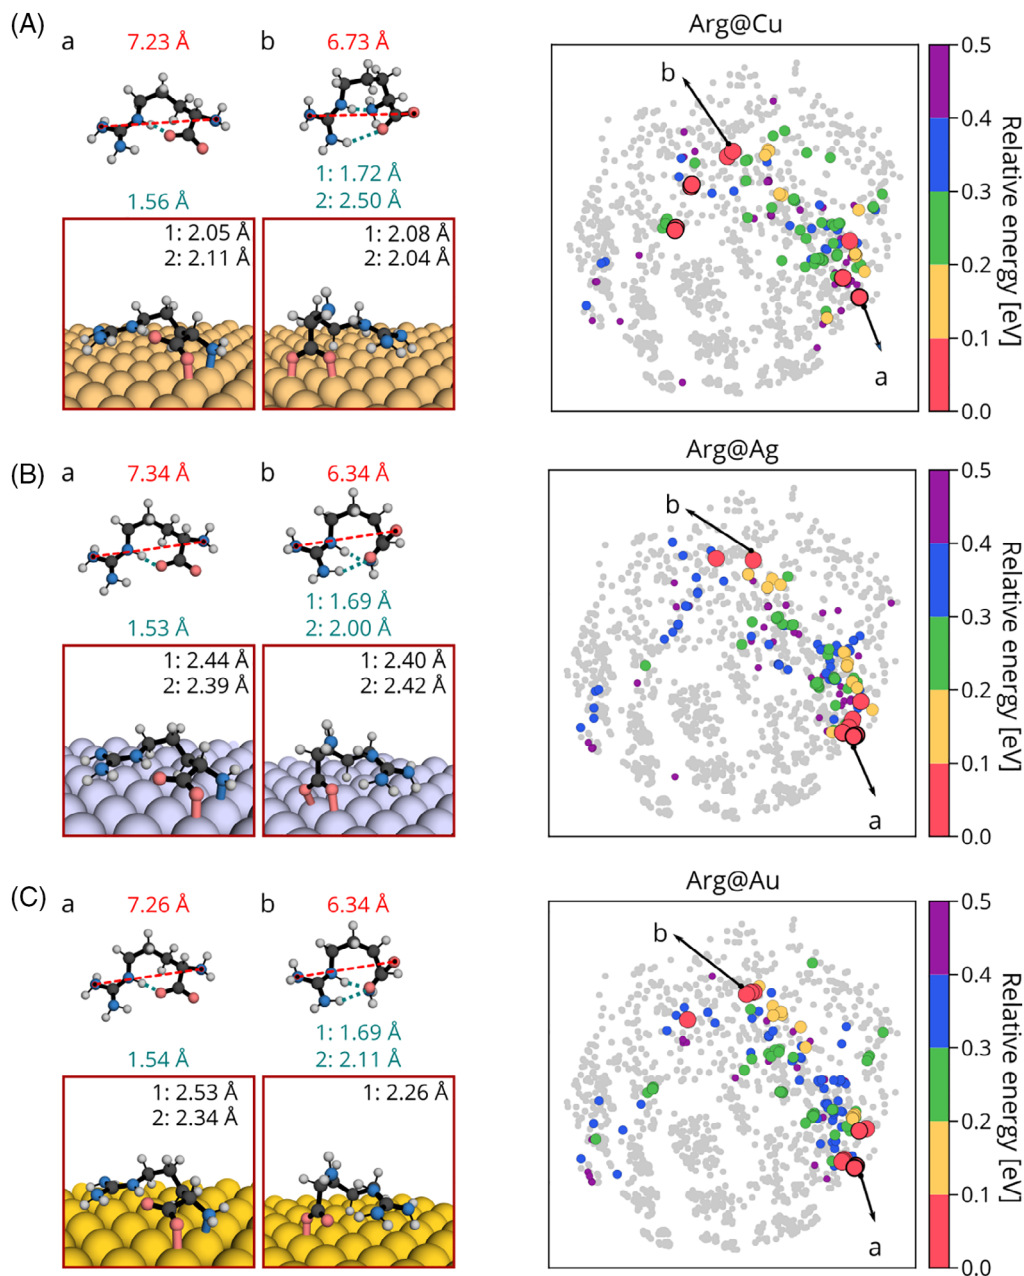 (A)
a 7.23 Å b 6.73 Å
1.56 Å
1: 1.72 Å
2: 2.50 Å
1: 2.05 Å
2: 2.11 Å
1: 2.08 Å
2: 2.04 Å
Arg@Cu
b
a
0.5
0.4
0.3
0.2
0.1
0.0
Relative energy [eV]
(B)
a 7.34 Å b 6.34 Å
1.53 Å
1: 1.69 Å
2: 2.00 Å
1: 2.44 Å
2: 2.39 Å
1: 2.40 Å
2: 2.42 Å
Arg@Ag
b
a
0.5
0.4
0.3
0.2
0.1
0.0
Relative energy [eV]
(C)
a 7.26 Å b 6.34 Å
1.54 Å
1: 1.69 Å
2: 2.11 Å
1: 2.53 Å
2: 2.34 Å
1: 2.26 Å
Arg@Au
b
a
0.5
0.4
0.3
0.2
0.1
0.0
Relative energy [eV]